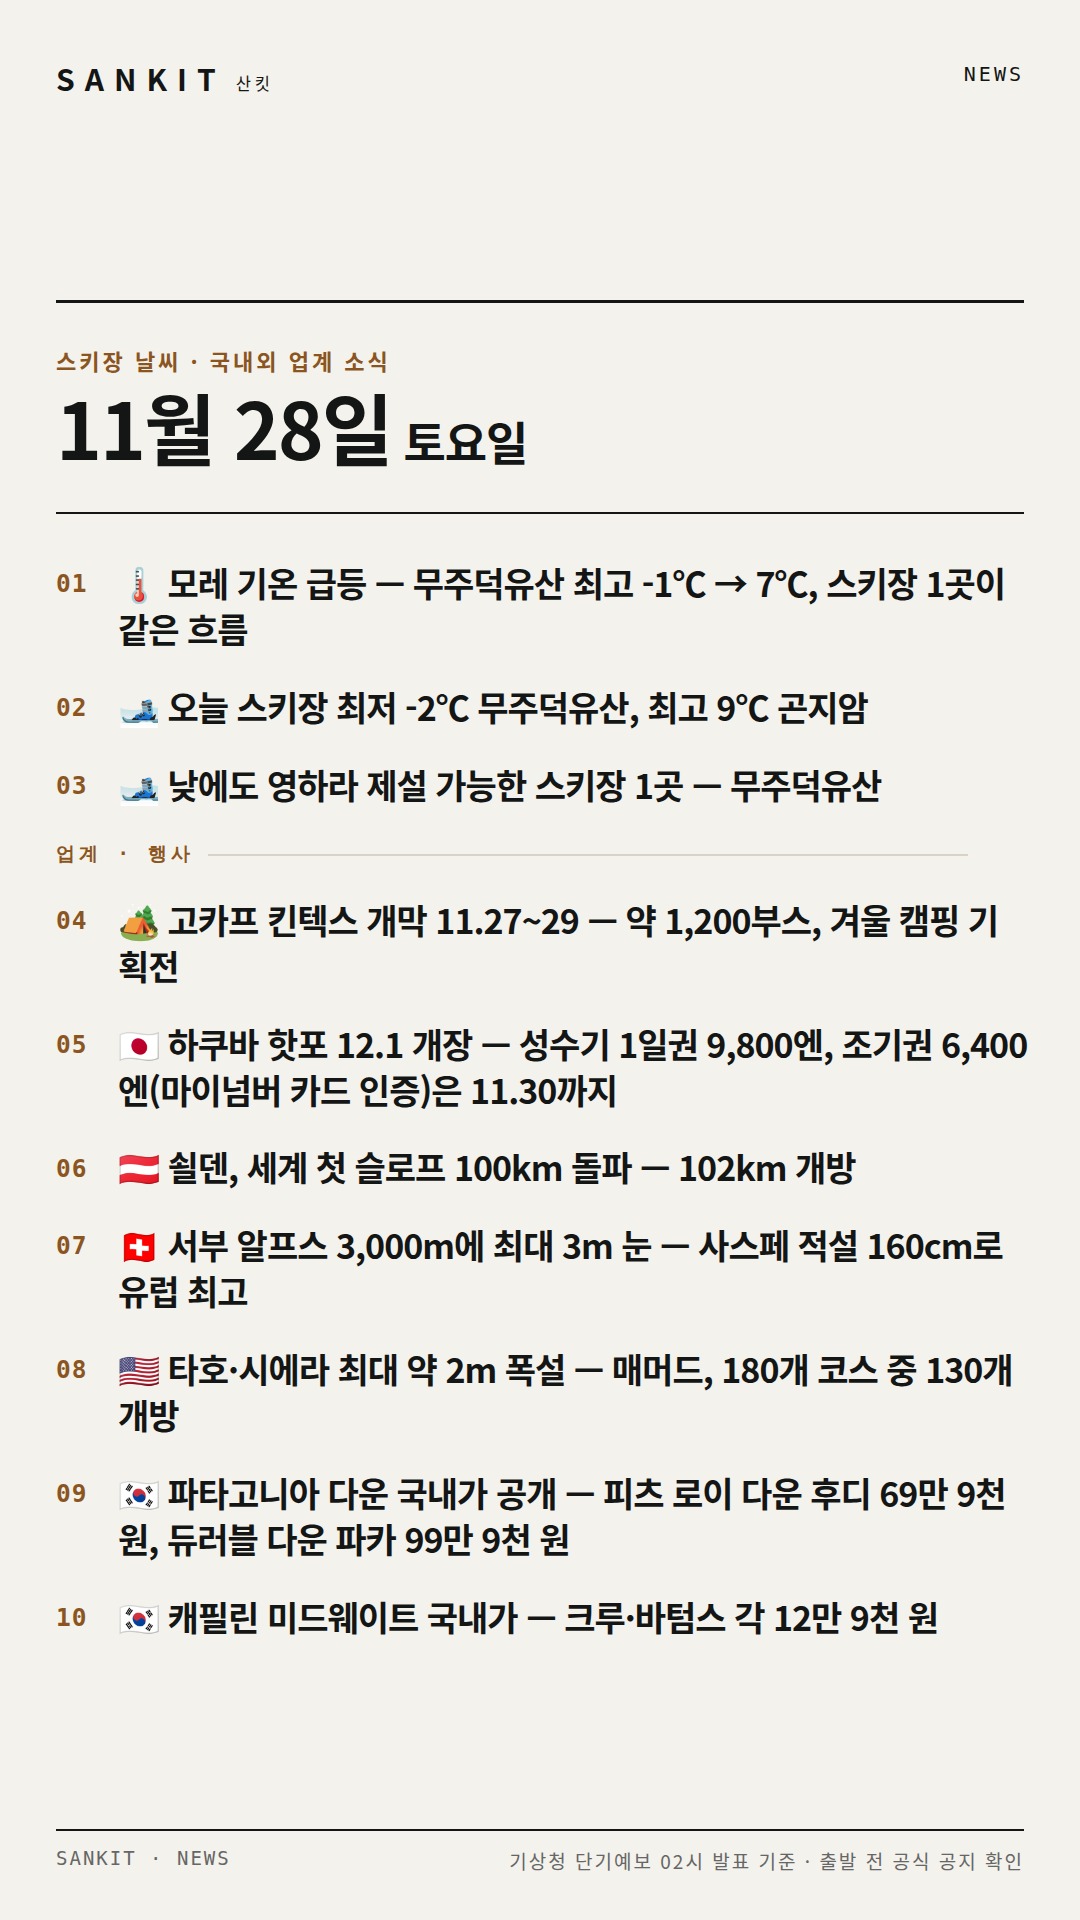 SANKIT 산킷
NEWS
스키장 날씨 · 국내외 업계 소식
11월 28일 토요일
01 🌡️ 모레 기온 급등 — 무주덕유산 최고 -1℃ → 7℃, 스키장 1곳이
같은 흐름
02 🎿 오늘 스키장 최저 -2℃ 무주덕유산, 최고 9℃ 곤지암
03 🎿 낮에도 영하라 제설 가능한 스키장 1곳 — 무주덕유산
업계 · 행사
04 🏕️ 고카프 킨텍스 개막 11.27~29 — 약 1,200부스, 겨울 캠핑 기
획전
05 🇯🇵 하쿠바 핫포 12.1 개장 — 성수기 1일권 9,800엔, 조기권 6,400
엔(마이넘버 카드 인증)은 11.30까지
06 🇦🇹 쇨덴, 세계 첫 슬로프 100km 돌파 — 102km 개방
07 🇨🇭 서부 알프스 3,000m에 최대 3m 눈 — 사스페 적설 160cm로
유럽 최고
08 🇺🇸 타호·시에라 최대 약 2m 폭설 — 매머드, 180개 코스 중 130개
개방
09 🇰🇷 파타고니아 다운 국내가 공개 — 피츠 로이 다운 후디 69만 9천
원, 듀러블 다운 파카 99만 9천 원
10 🇰🇷 캐필린 미드웨이트 국내가 — 크루·바텀스 각 12만 9천 원
SANKIT · NEWS
기상청 단기예보 02시 발표 기준 · 출발 전 공식 공지 확인